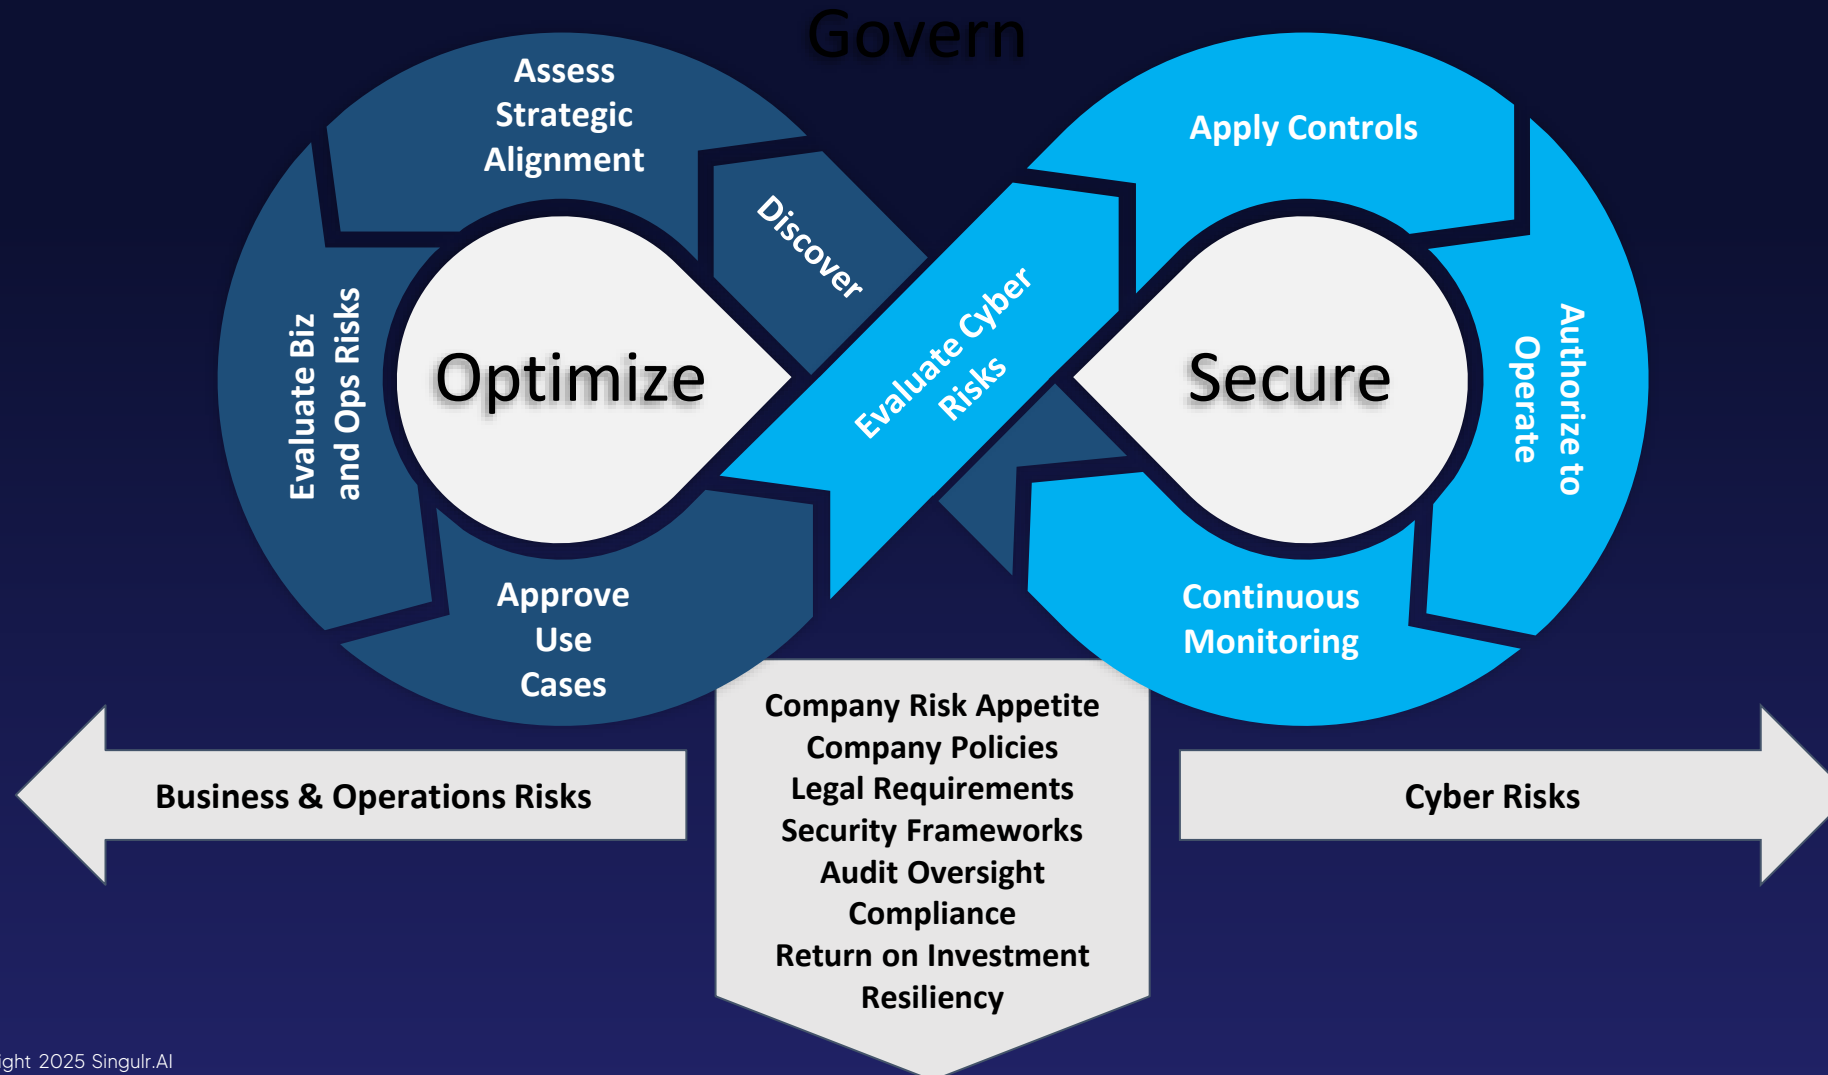 Govern
Assess
Strategic
Alignment
Discover
Evaluate Biz
and Ops Risks
Optimize
Approve
Use
Cases
Evaluate Cyber
Risks
Apply Controls
Secure
Authorize to
Operate
Continuous
Monitoring
Business & Operations Risks
Company Risk Appetite
Company Policies
Legal Requirements
Security Frameworks
Audit Oversight
Compliance
Return on Investment
Resiliency
Cyber Risks
ight 2025 Singulr.AI